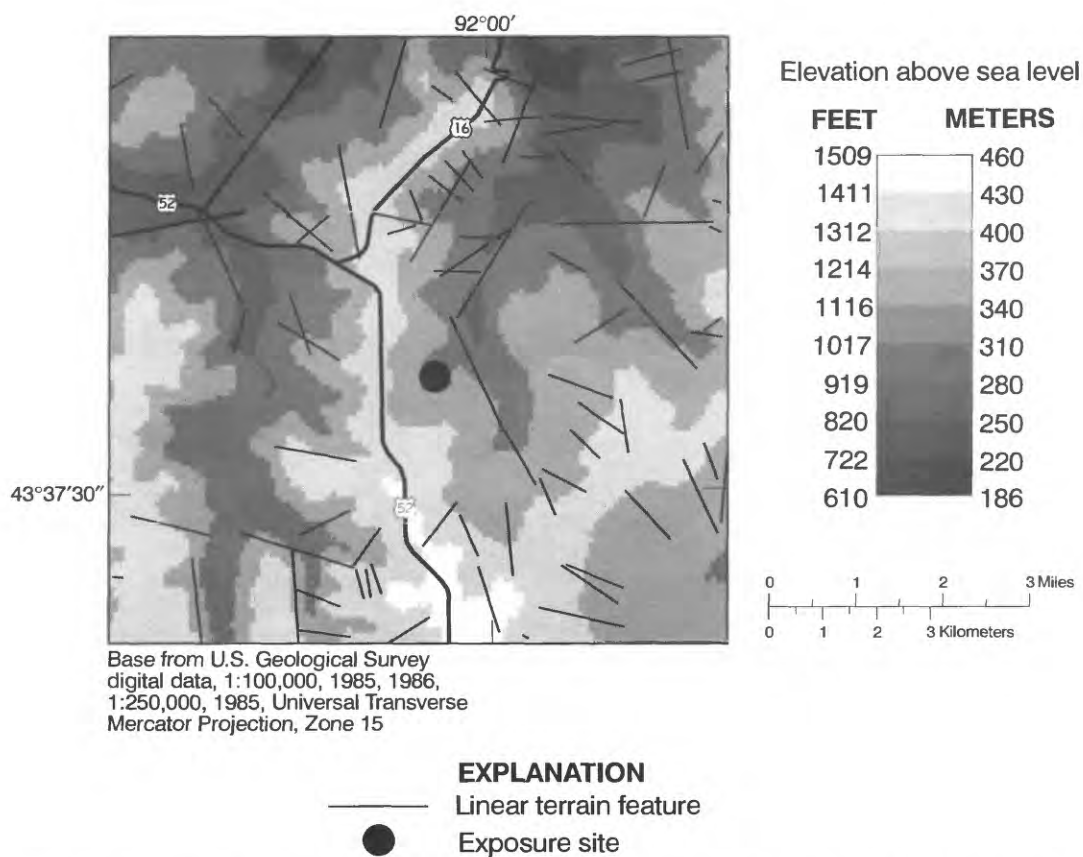 92°00′
16
52
43°37′30″
52
Elevation above sea level
FEET METERS
1509 460
1411 430
1312 400
1214 370
1116 340
1017 310
919 280
820 250
722 220
610 186
0 1 2 3 Miles
0 1 2 3 Kilometers
Base from U.S. Geological Survey
digital data, 1:100,000, 1985, 1986,
1:250,000, 1985, Universal Transverse
Mercator Projection, Zone 15
EXPLANATION
Linear terrain feature
Exposure site